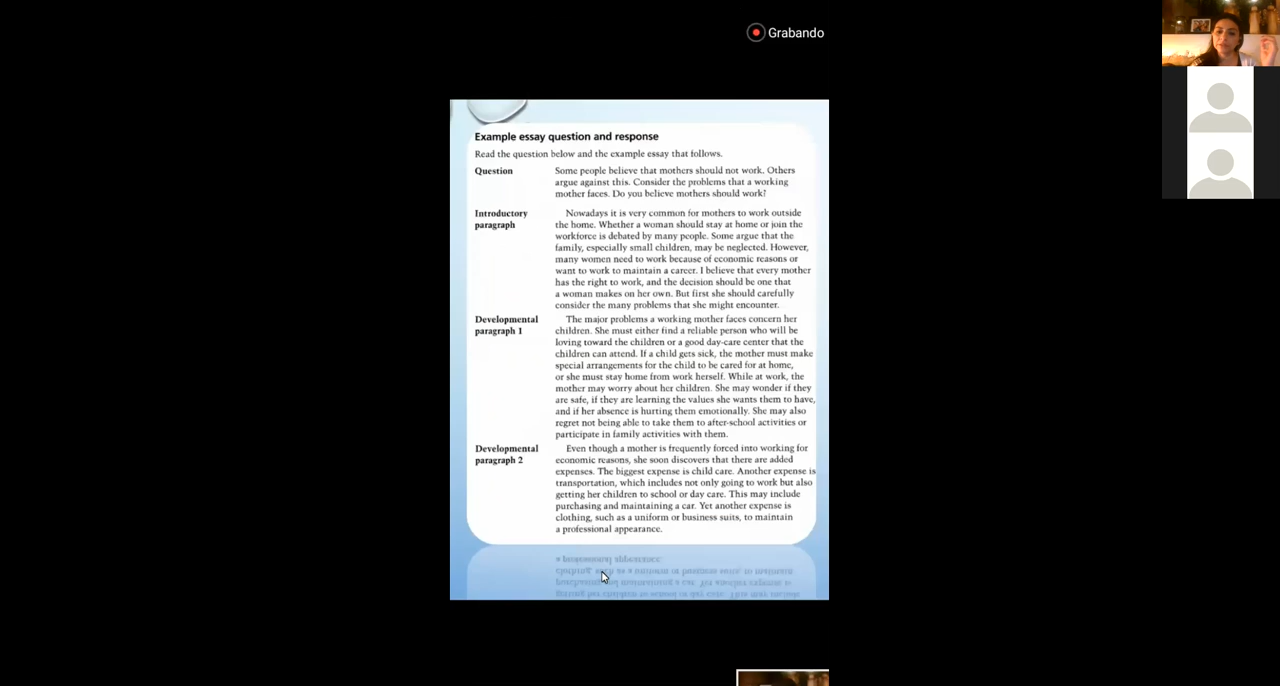 Grabando
Example essay question and response
Read the question below and the example essay that follows.
Question
Some people believe that mothers should not work. Others
argue against this. Consider the problems that a working
mother faces. Do you believe mothers should work?
Introductory
paragraph
Nowadays it is very common for mothers to work outside
the home. Whether a woman should stay at home or join the
workforce is debated by many people. Some argue that the
family, especially small children, may be neglected. However,
many women need to work because of economic reasons or
want to work to maintain a career. I believe that every mother
has the right to work, and the decision should be one that
a woman makes on her own. But first she should carefully
consider the many problems that she might encounter.
Developmental
paragraph 1
The major problems a working mother faces concern her
children. She must either find a reliable person who will be
loving toward the children or a good day-care center that the
children can attend. If a child gets sick, the mother must make
special arrangements for the child to be cared for at home,
or she must stay home from work herself. While at work, the
mother may worry about her children. She may wonder if they
are safe, if they are learning the values she wants them to have,
and if her absence is hurting them emotionally. She may also
regret not being able to take them to after-school activities or
participate in family activities with them.
Developmental
paragraph 2
Even though a mother is frequently forced into working for
economic reasons, she soon discovers that there are added
expenses. The biggest expense is child care. Another expense is
transportation, which includes not only going to work but also
getting her children to school or day care. This may include
purchasing and maintaining a car. Yet another expense is
clothing, such as a uniform or business suits, to maintain
a professional appearance.